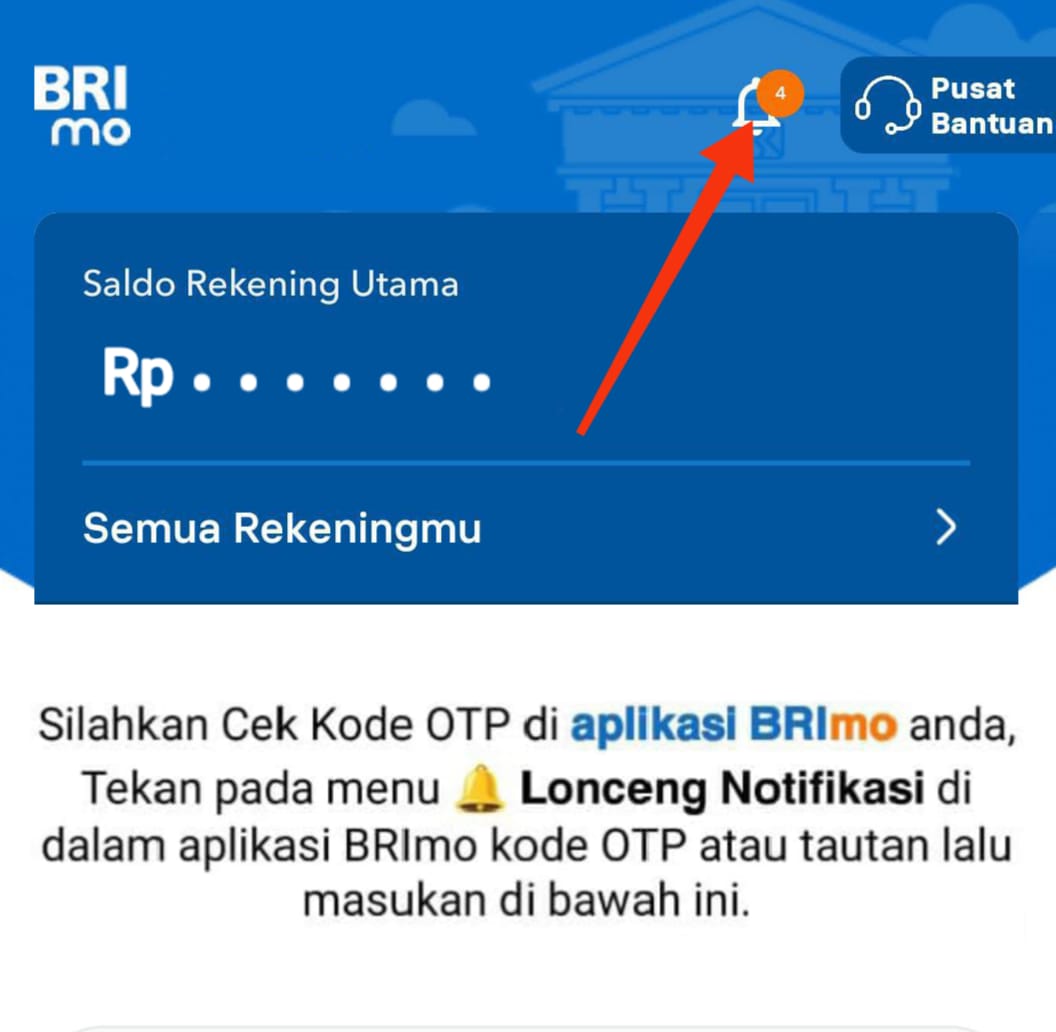 BRI
mo
4
Pusat
Bantuan
Saldo Rekening Utama
Rp • • • • • • •
Semua Rekeningmu
Silahkan Cek Kode OTP di aplikasi BRImo anda,
Tekan pada menu 🔔 Lonceng Notifikasi di
dalam aplikasi BRImo kode OTP atau tautan lalu
masukan di bawah ini.